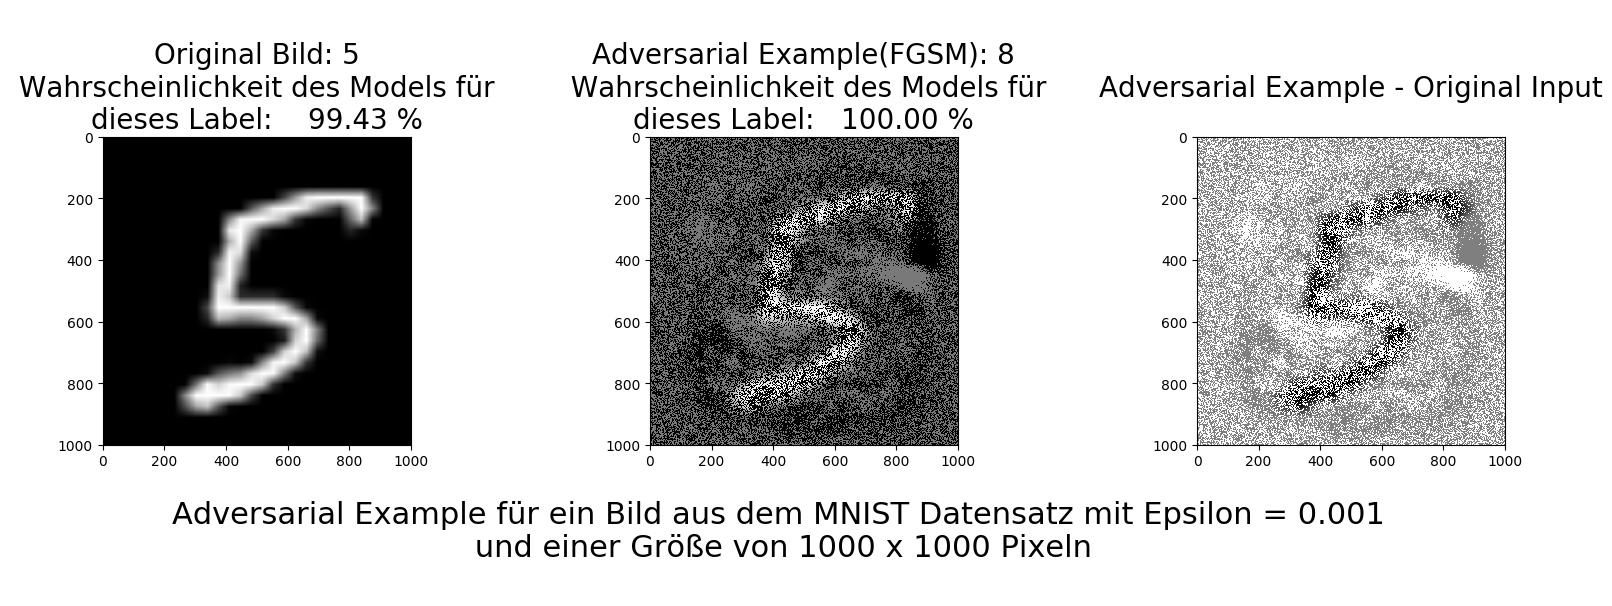 Original Bild: 5
Wahrscheinlichkeit des Models für
dieses Label: 99.43 %
0
200
400
600
800
1000
0 200 400 600 800 1000
Adversarial Example(FGSM): 8
Wahrscheinlichkeit des Models für
dieses Label: 100.00 %
0
200
400
600
800
1000
0 200 400 600 800 1000
Adversarial Example - Original Input
0
200
400
600
800
1000
0 200 400 600 800 1000
Adversarial Example für ein Bild aus dem MNIST Datensatz mit Epsilon = 0.001
und einer Größe von 1000 x 1000 Pixeln